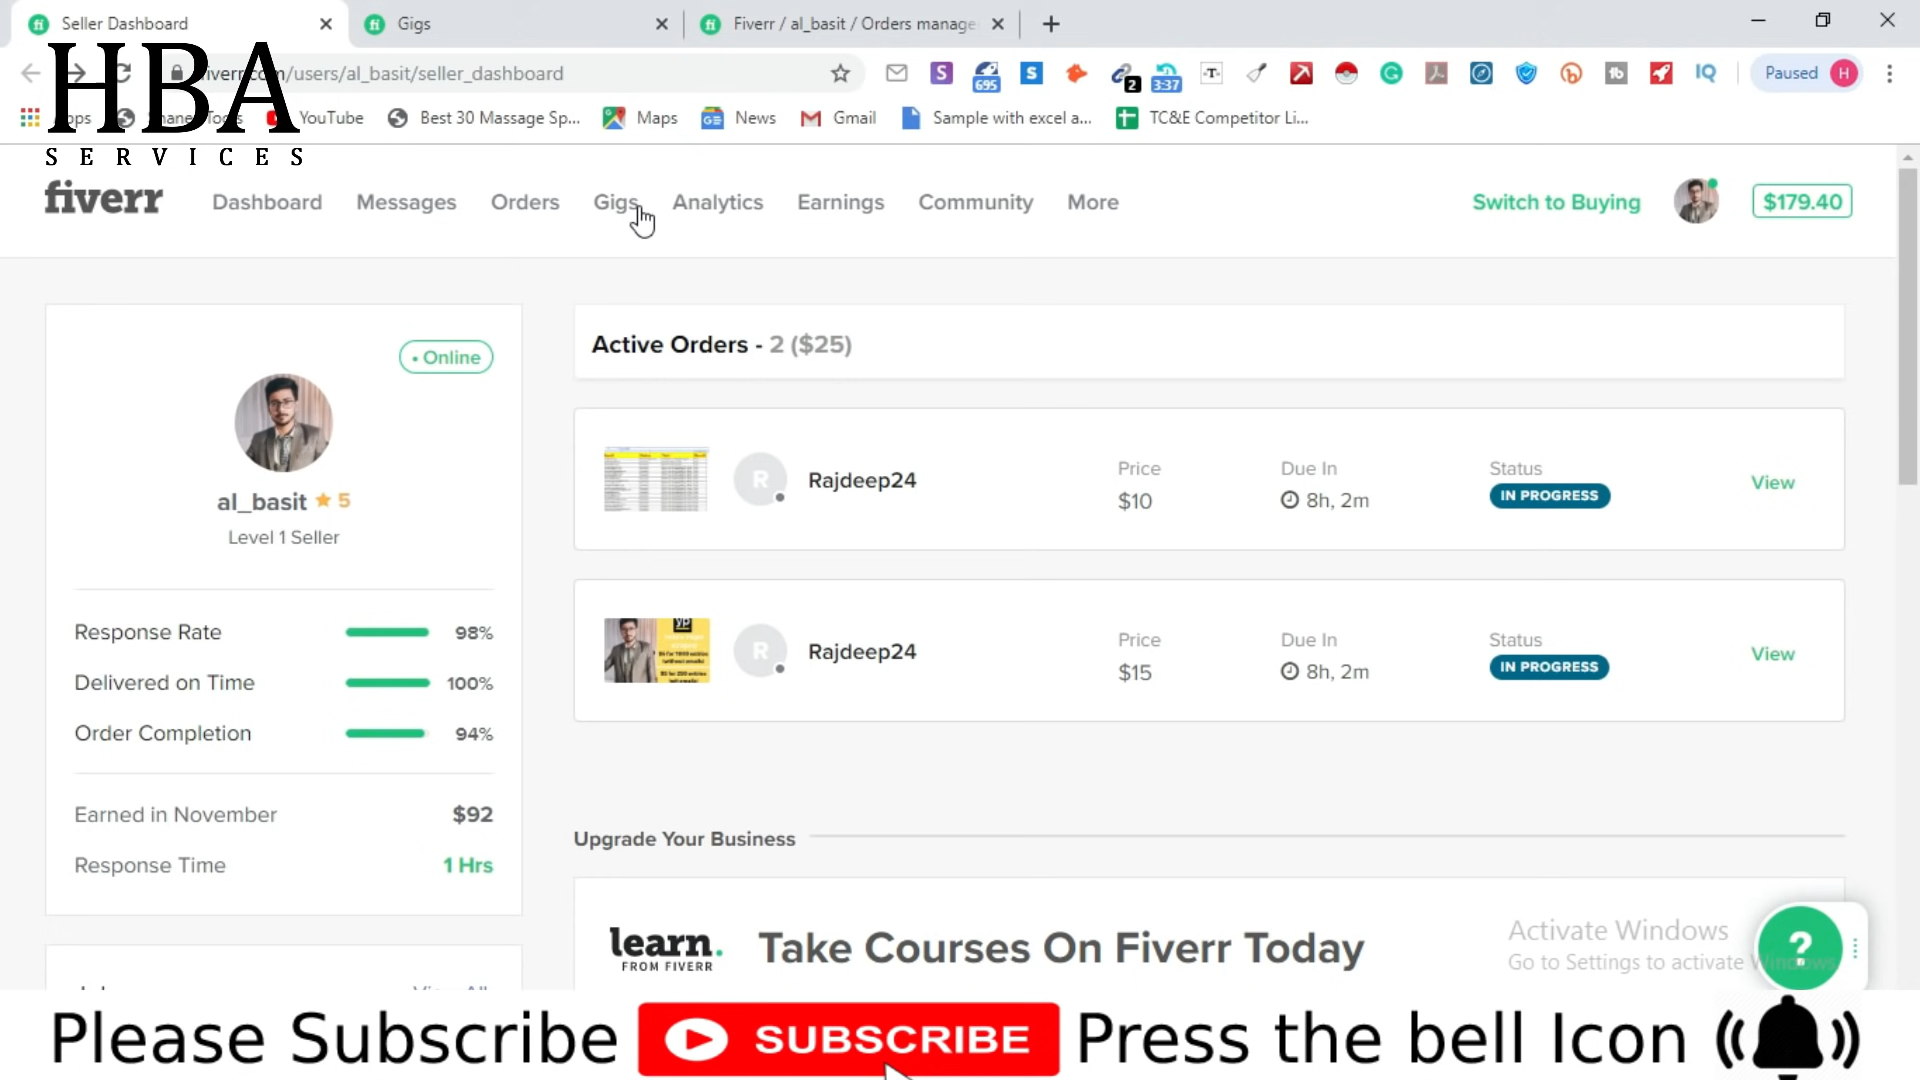 Seller Dashboard
Gigs
Fiverr / al_basit / Orders manage
/users/al_basit/seller_dashboard
695
2
3:37
IQ
Paused
H
HBA
SERVICES
YouTube
Best 30 Massage Sp...
Maps
News
Gmail
Sample with excel a...
TC&E Competitor Li...
fiverr
Dashboard
Messages
Orders
Gigs
Analytics
Earnings
Community
More
Switch to Buying
$179.40
• Online
al_basit ★ 5
Level 1 Seller
Response Rate 98%
Delivered on Time 100%
Order Completion 94%
Earned in November $92
Response Time 1 Hrs
Active Orders - 2 ($25)
R
Rajdeep24
Price
$10
Due In
8h, 2m
Status
IN PROGRESS
View
R
Rajdeep24
Price
$15
Due In
8h, 2m
Status
IN PROGRESS
View
Upgrade Your Business
learn.
FROM FIVERR
Take Courses On Fiverr Today
Activate Windows
Go to Settings to activate Windows
?
Please Subscribe
SUBSCRIBE
Press the bell Icon